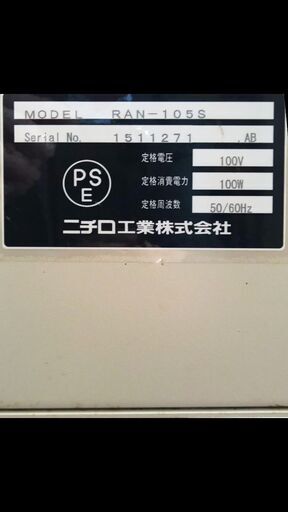 MODEL RAN-105S
Serial No. 1511271 .AB
定格電圧 100V
定格消費電力 100W
定格周波数 50/60Hz
PS
E
ニチロ工業株式会社